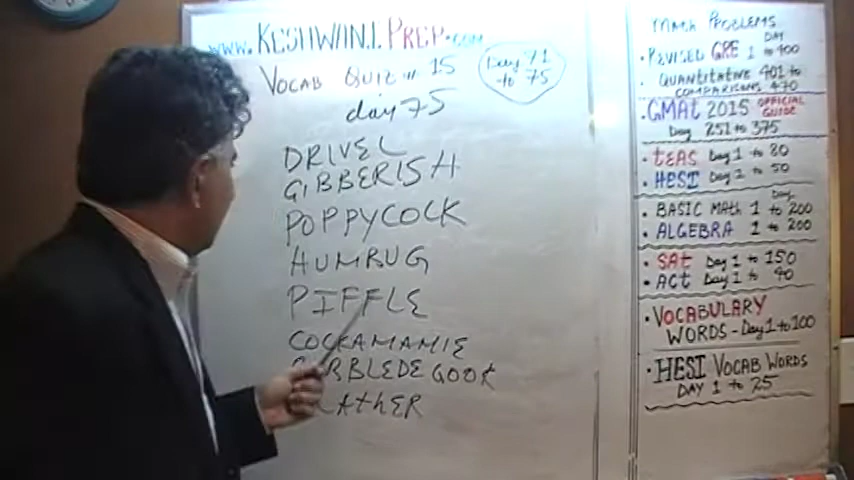 www.KESHWANIPREP.com
VOCAB QUIZ # 15
Day 71
to 75
day 75
DRIVEL
GIBBERISH
POPPYCOCK
HUMBUG
PIFFLE
COCKAMAMIE
BLEDEGOOK
LATHER
MATH PROBLEMS
DAY
• REVISED GRE 1 to 400
• QUANTITATIVE 401 to
COMPARISONS 470
• GMAT 2015 OFFICIAL
GUIDE
Day 251 to 375
• TEAS Day 1 to 80
• HESI Day 1 to 50
Day
• BASIC MATH 1 to 200
• ALGEBRA 1 to 200
• SAT Day 1 to 150
• ACT Day 1 to 90
• VOCABULARY
WORDS - Day 1 to 100
• HESI VOCAB WORDS
DAY 1 to 25